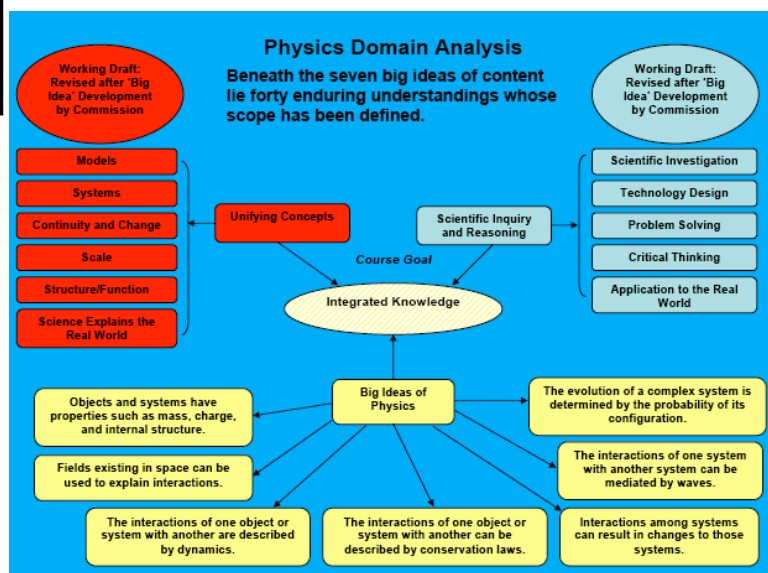 Physics Domain Analysis
Beneath the seven big ideas of content
lie forty enduring understandings whose
scope has been defined.
Working Draft:
Revised after 'Big
Idea' Development
by Commission
Models
Systems
Continuity and Change
Scale
Structure/Function
Science Explains the
Real World
Unifying Concepts
Working Draft:
Revised after 'Big
Idea' Development
by Commission
Scientific Investigation
Technology Design
Problem Solving
Critical Thinking
Application to the Real
World
Scientific Inquiry
and Reasoning
Course Goal
Integrated Knowledge
Big Ideas of
Physics
Objects and systems have
properties such as mass, charge,
and internal structure.
Fields existing in space can be
used to explain interactions.
The interactions of one object or
system with another are described
by dynamics.
The interactions of one object or
system with another can be
described by conservation laws.
Interactions among systems
can result in changes to those
systems.
The interactions of one system
with another system can be
mediated by waves.
The evolution of a complex system is
determined by the probability of its
configuration.